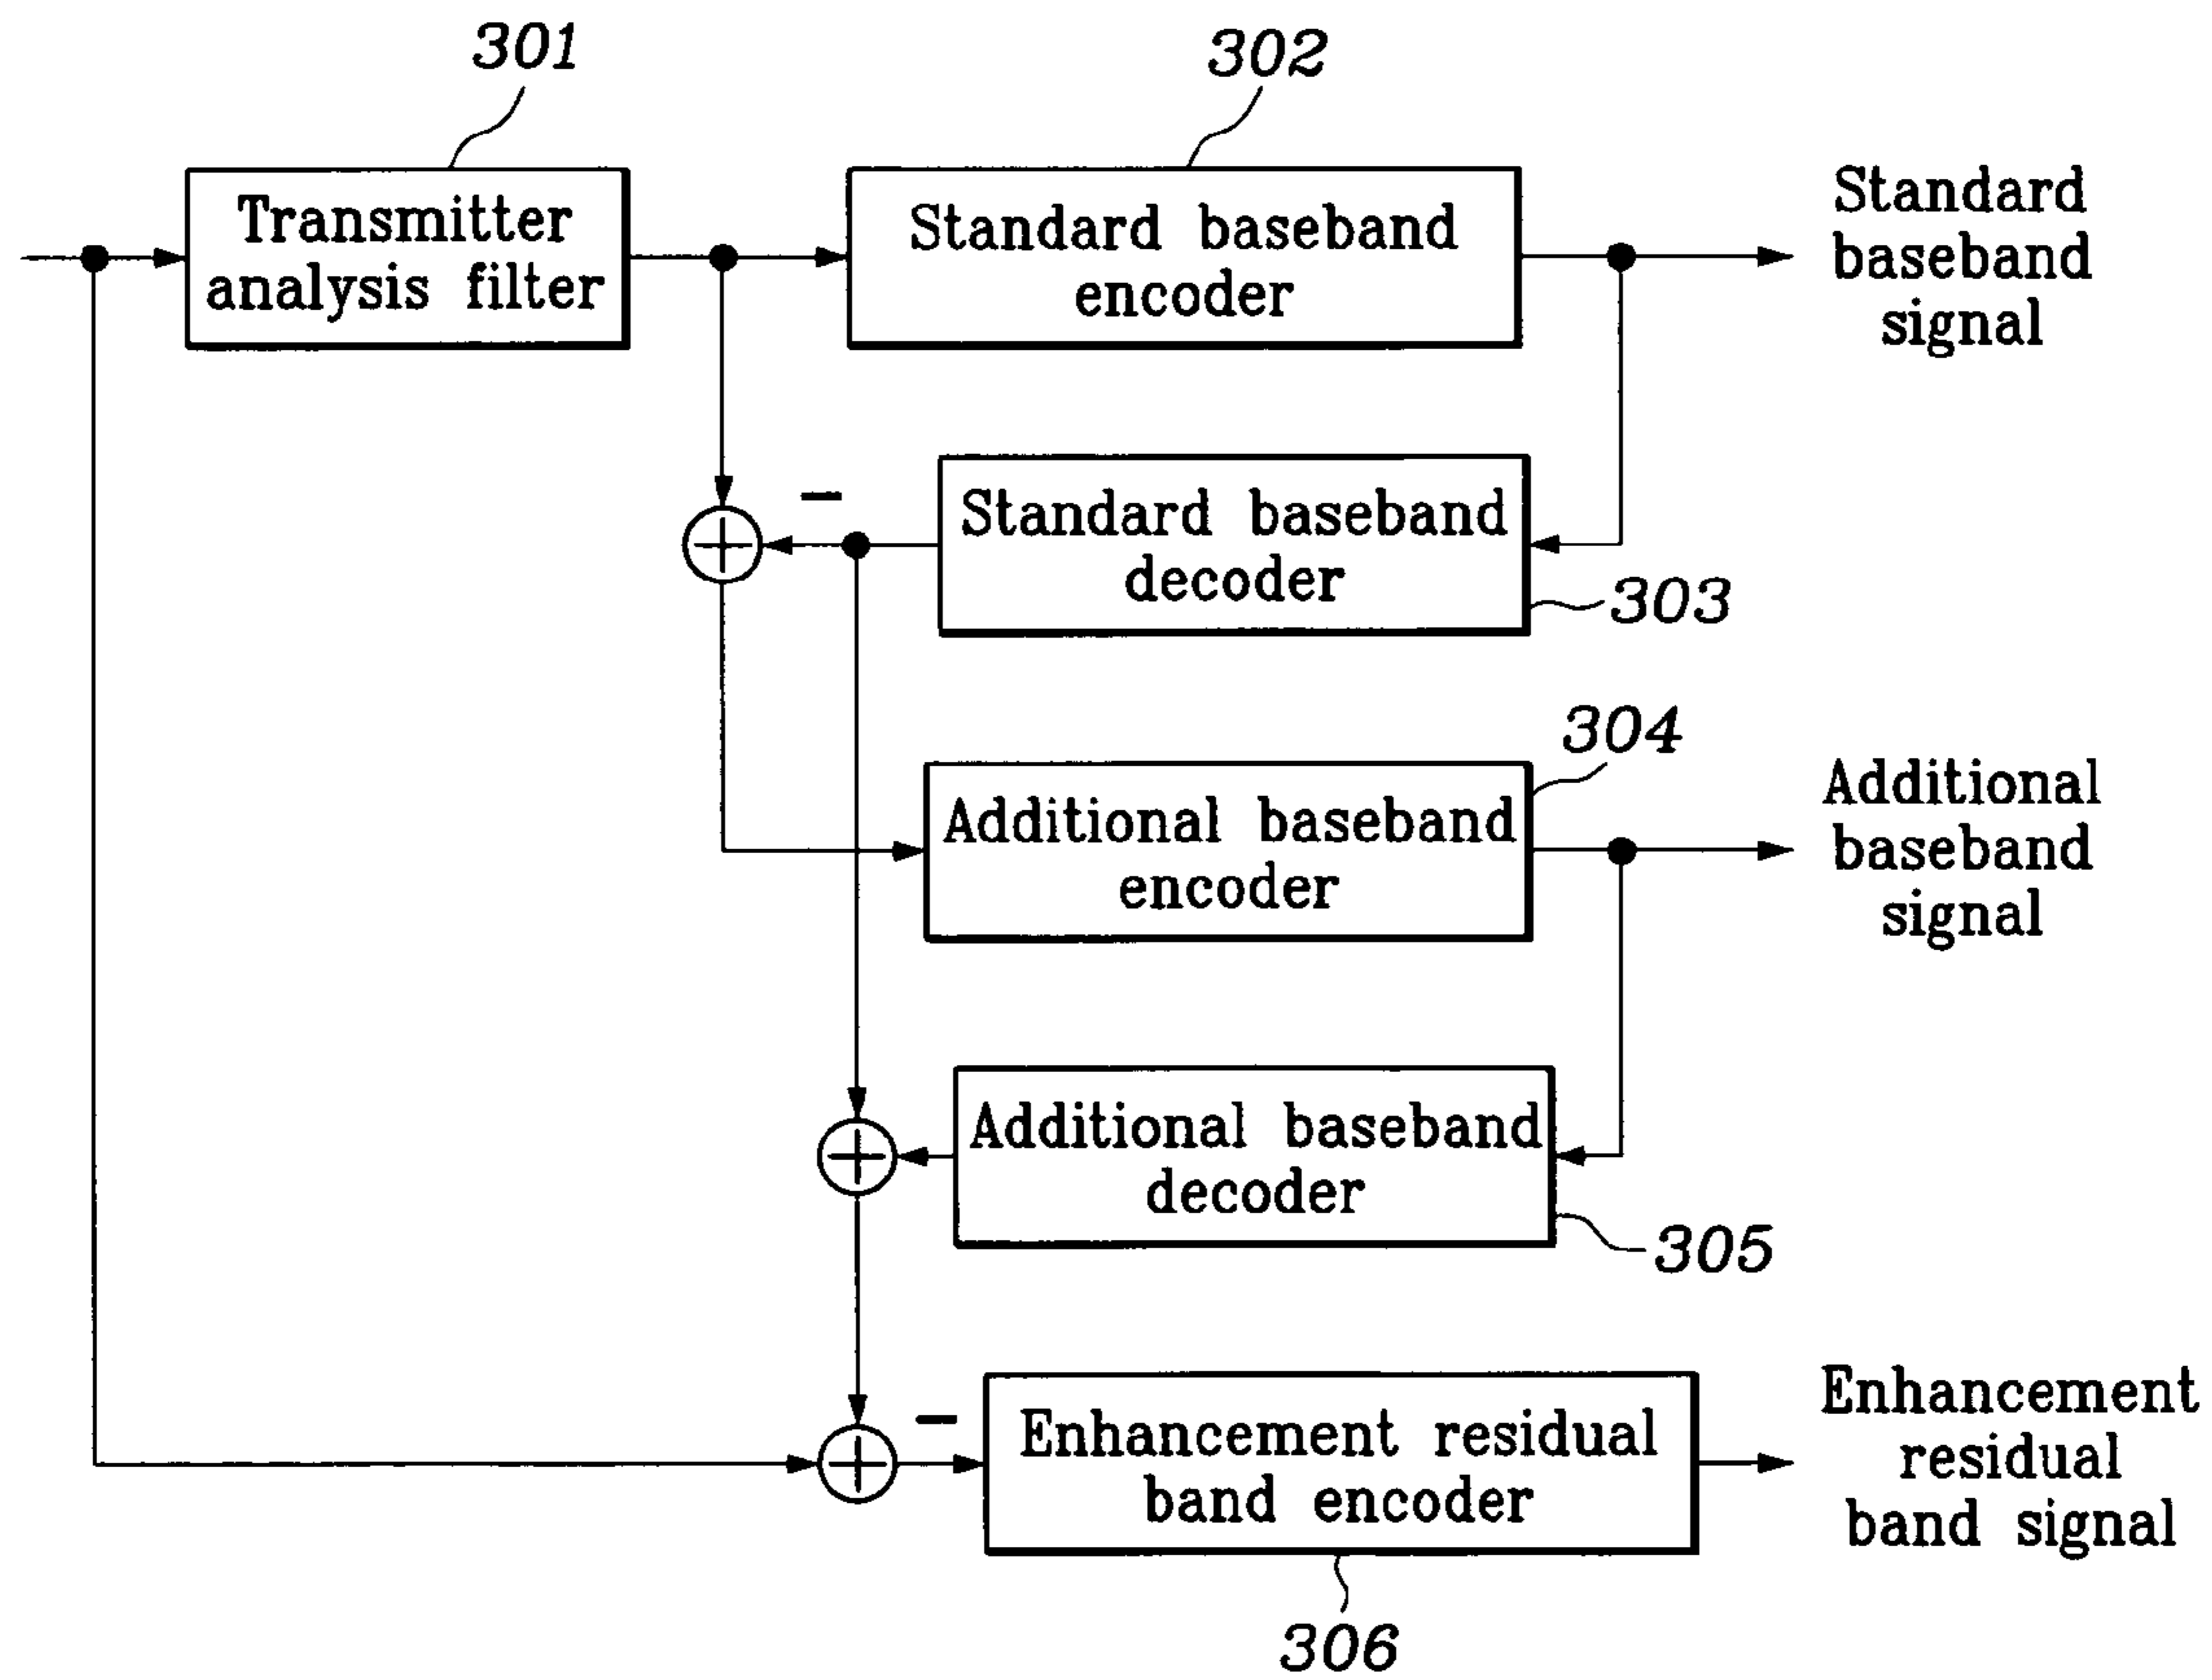 301
302
Transmitter
analysis filter
Standard baseband
encoder
Standard
baseband
signal
−
Standard baseband
decoder
303
304
Additional baseband
encoder
Additional
baseband
signal
Additional baseband
decoder
305
−
Enhancement residual
band encoder
Enhancement
residual
band signal
306